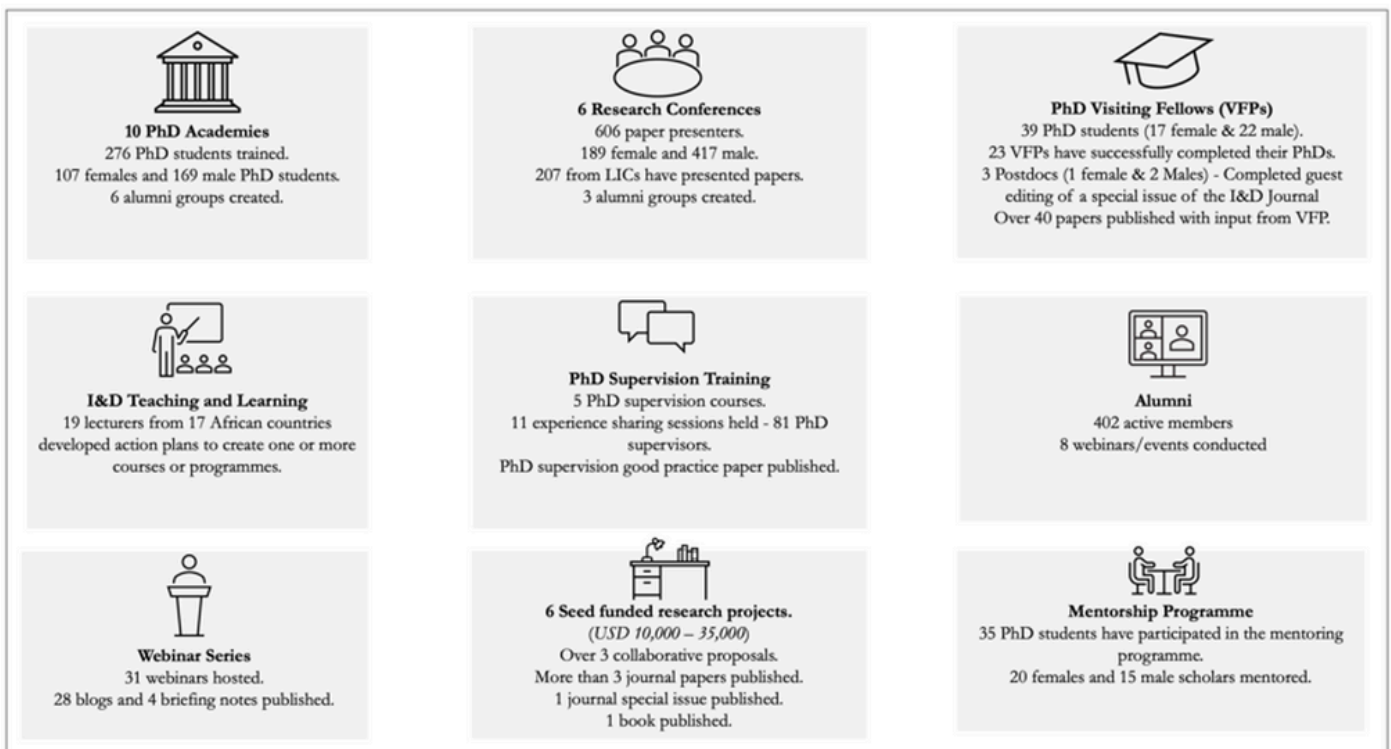 10 PhD Academies
276 PhD students trained.
107 females and 169 male PhD students.
6 alumni groups created.
6 Research Conferences
606 paper presenters.
189 female and 417 male.
207 from LICs have presented papers.
3 alumni groups created.
PhD Visiting Fellows (VFPs)
39 PhD students (17 female & 22 male).
23 VFPs have successfully completed their PhDs.
3 Postdocs (1 female & 2 Males) - Completed guest
editing of a special issue of the I&D Journal
Over 40 papers published with input from VFP.
I&D Teaching and Learning
19 lecturers from 17 African countries
developed action plans to create one or more
courses or programmes.
PhD Supervision Training
5 PhD supervision courses.
11 experience sharing sessions held - 81 PhD
supervisors.
PhD supervision good practice paper published.
Alumni
402 active members
8 webinars/events conducted
Webinar Series
31 webinars hosted.
28 blogs and 4 briefing notes published.
6 Seed funded research projects.
(USD 10,000 – 35,000)
Over 3 collaborative proposals.
More than 3 journal papers published.
1 journal special issue published.
1 book published.
Mentorship Programme
35 PhD students have participated in the mentoring
programme.
20 females and 15 male scholars mentored.